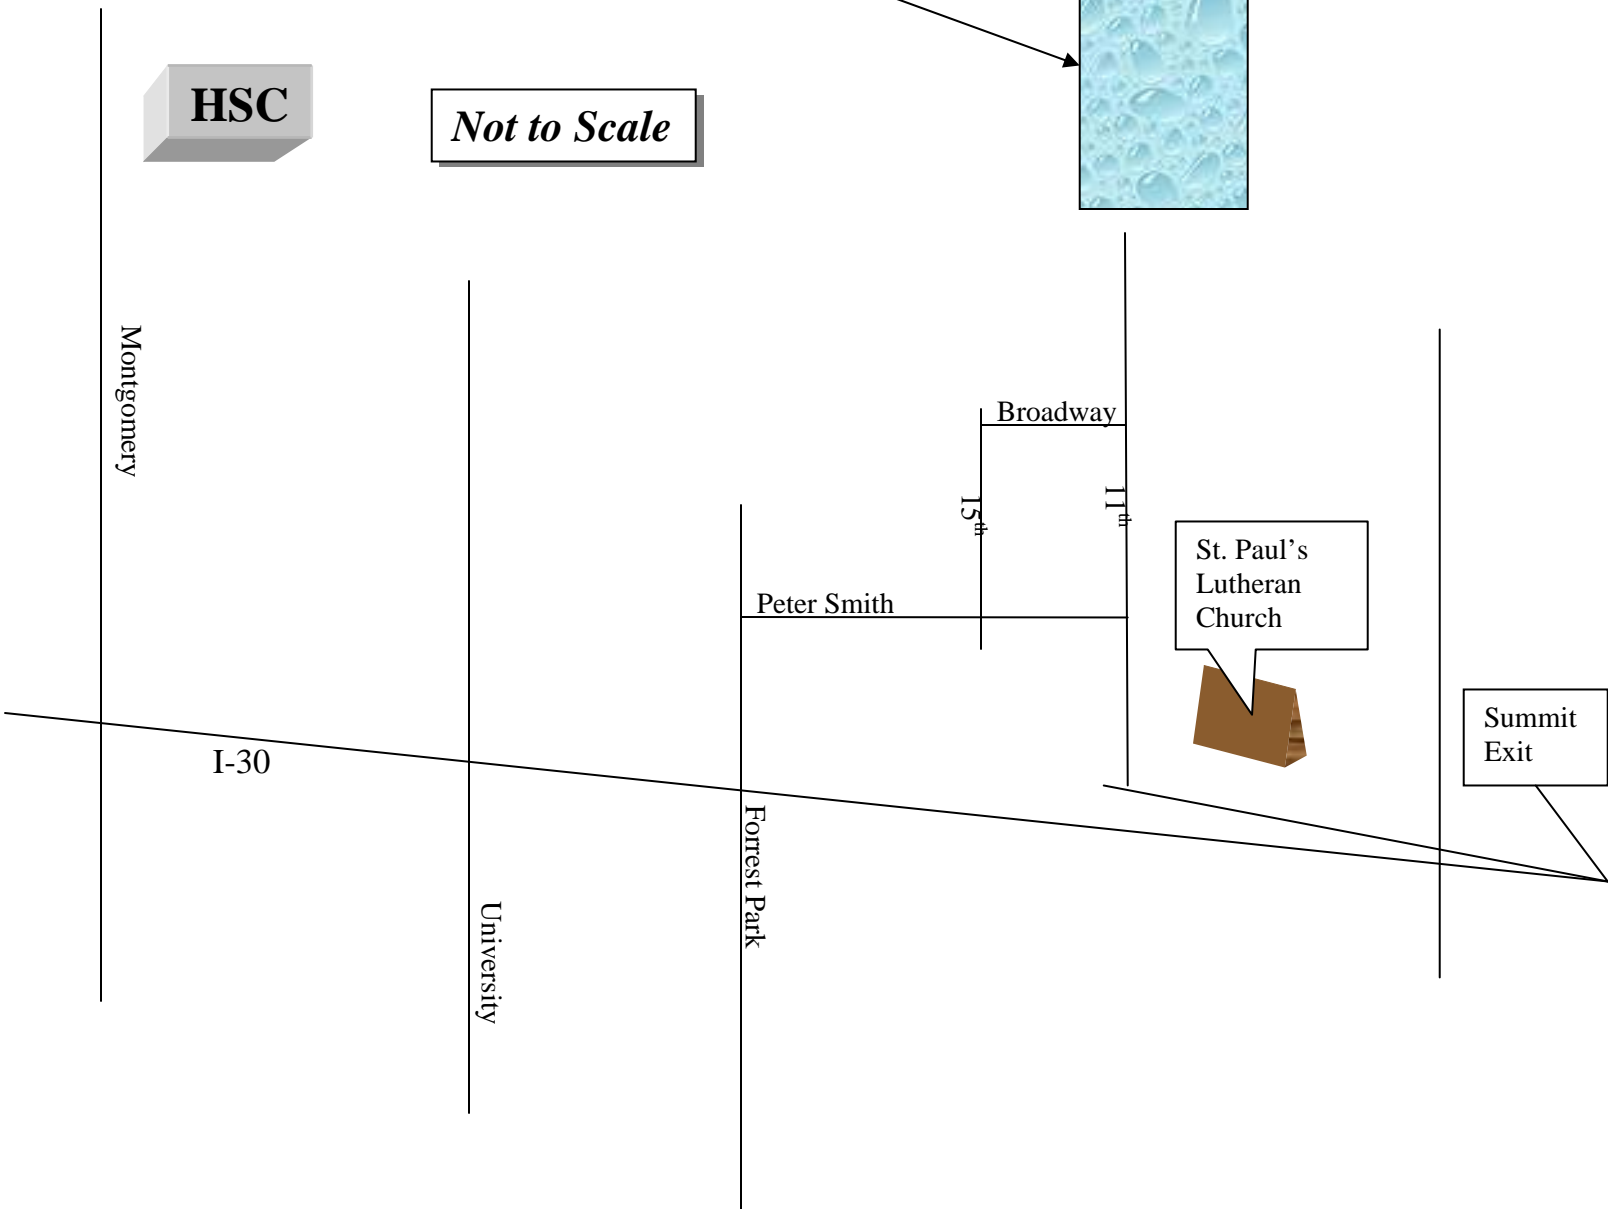 HSC
Not to Scale
Montgomery
Broadway
15th
11th
St. Paul’s
Lutheran
Church
Peter Smith
Summit
Exit
I-30
Forrest Park
University